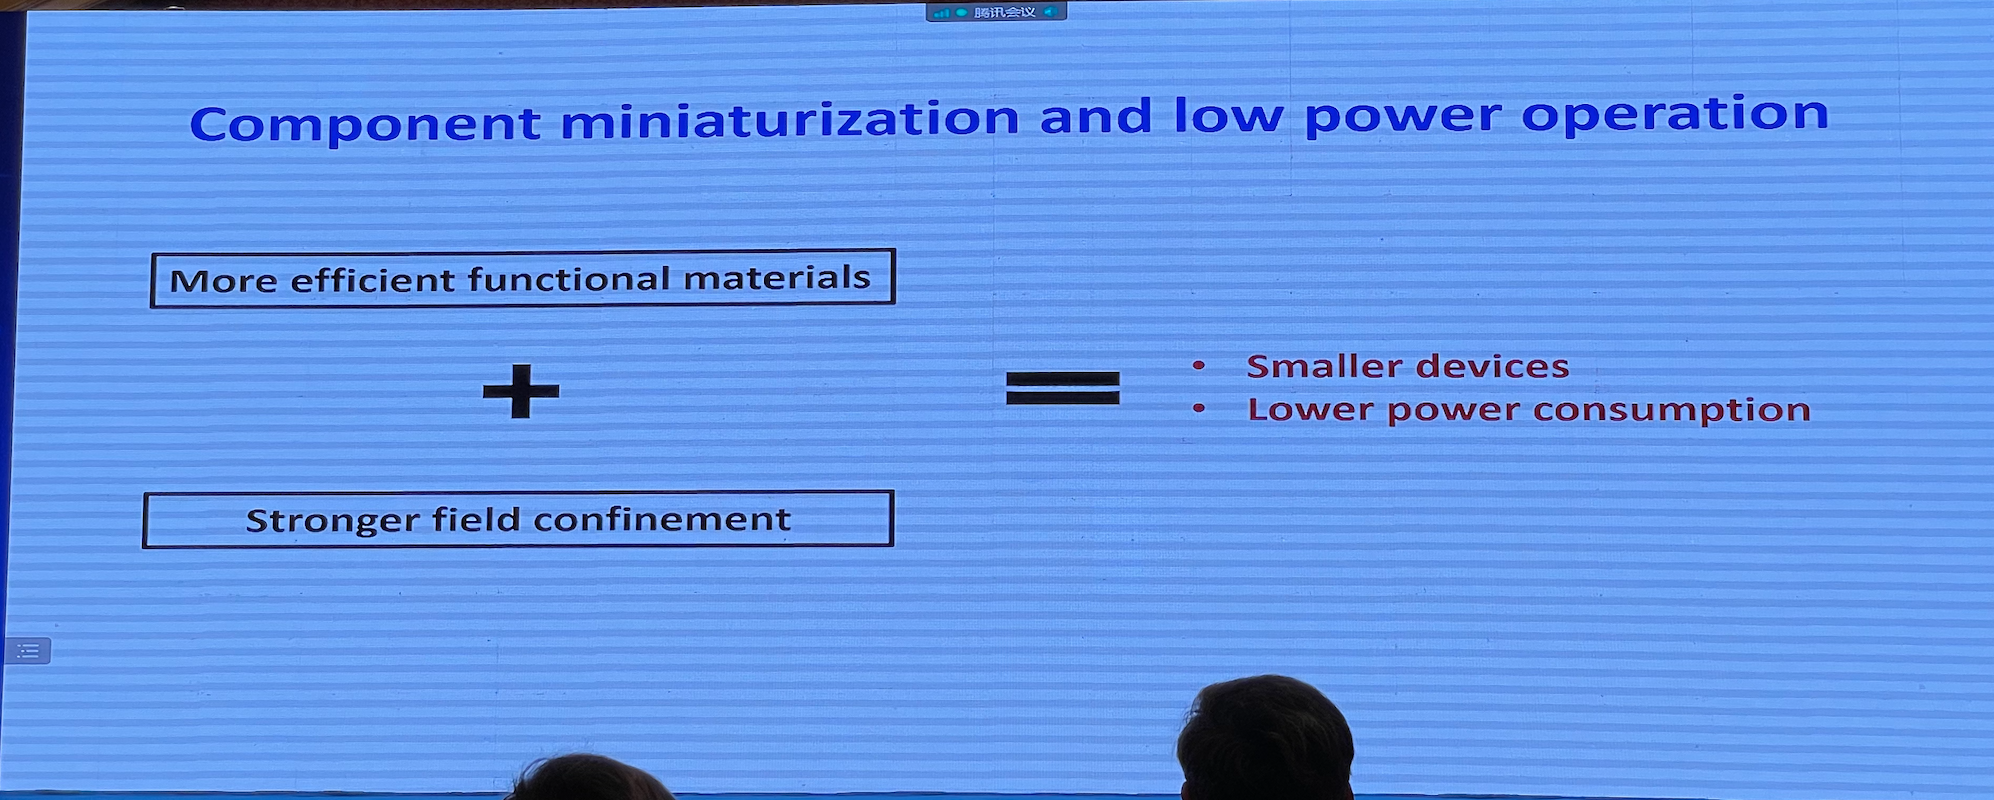 腾讯会议
Component miniaturization and low power operation
More efficient functional materials
+
=
• Smaller devices
• Lower power consumption
Stronger field confinement